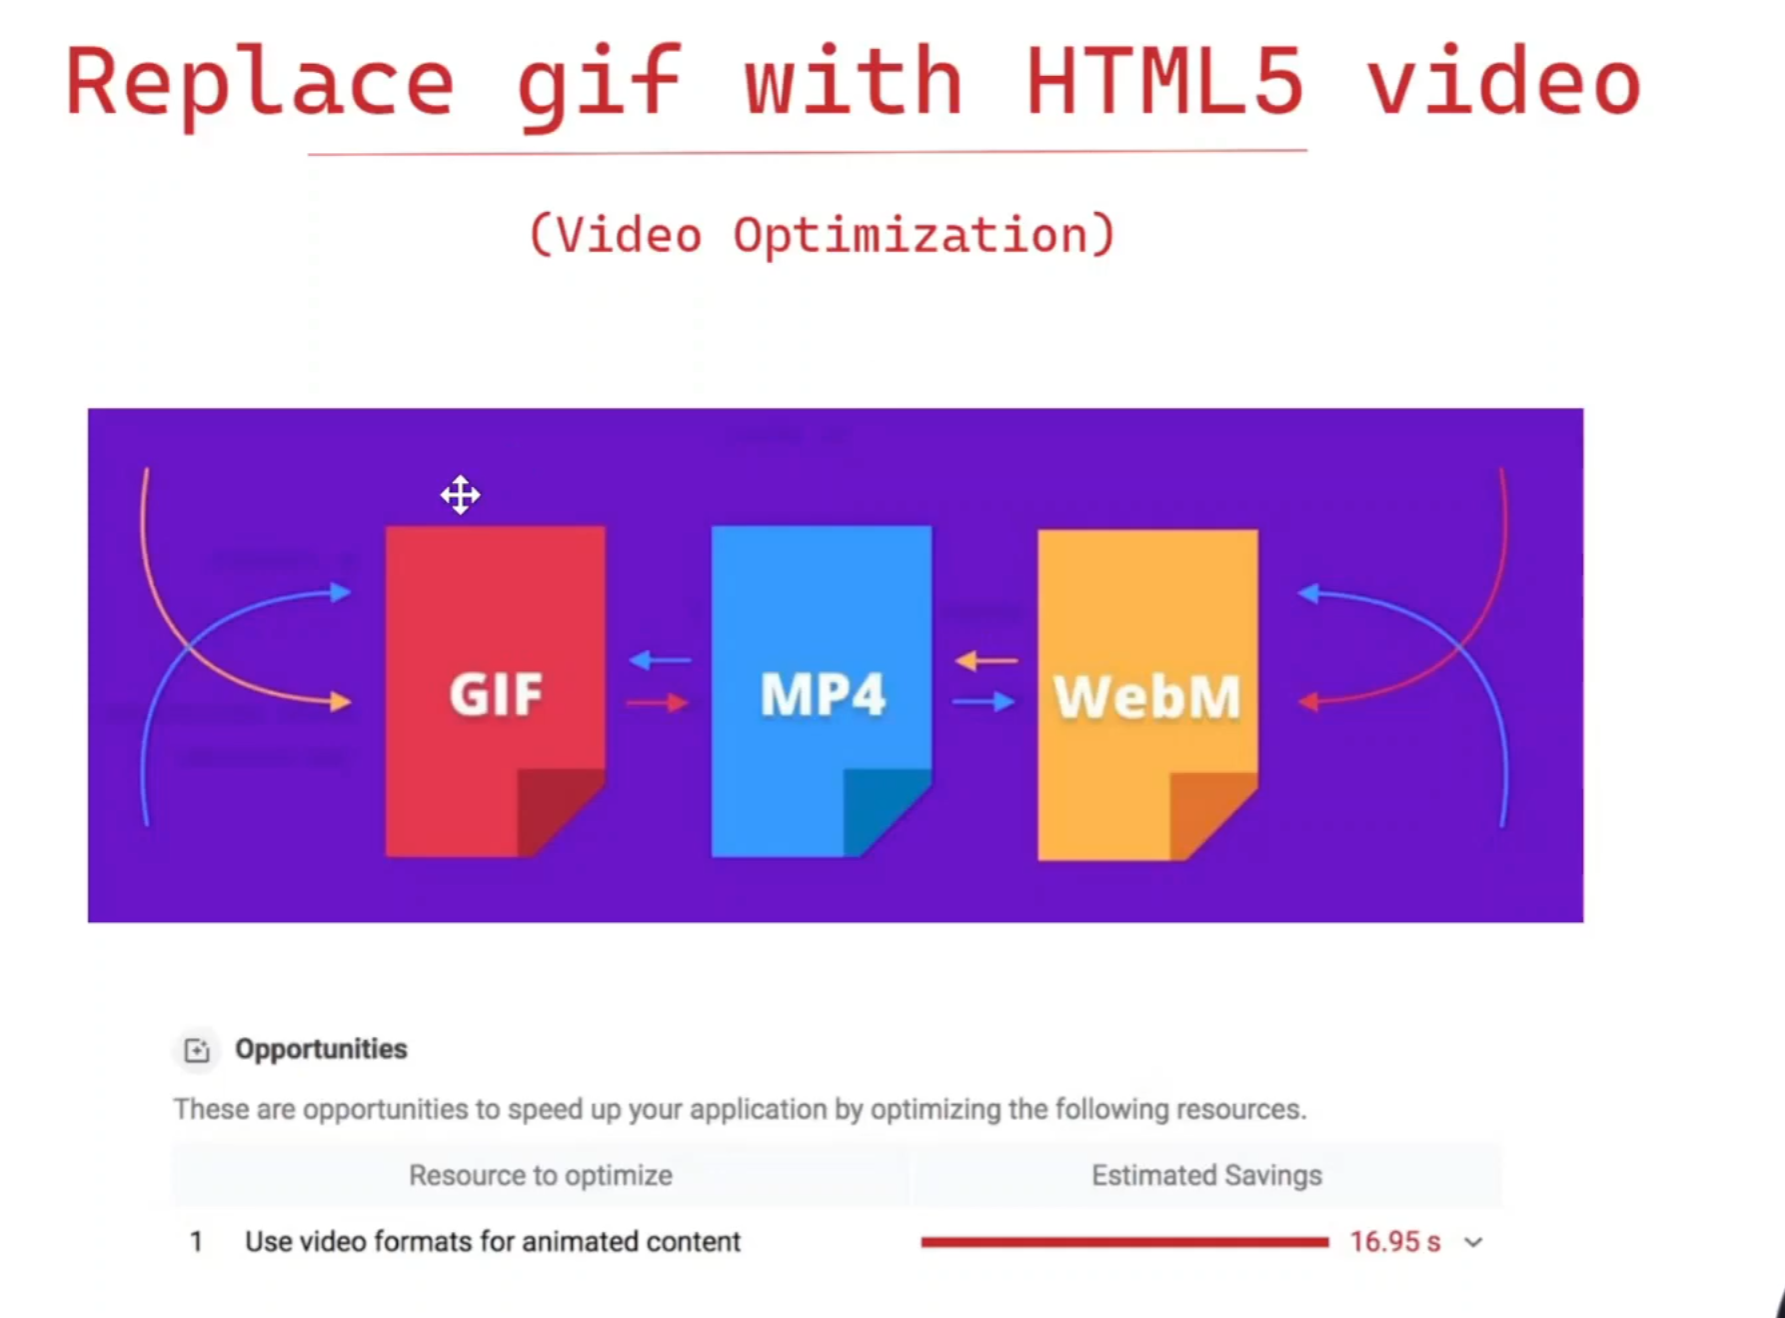 Replace gif with HTML5 video
(Video Optimization)
GIF
MP4
WebM
Opportunities
These are opportunities to speed up your application by optimizing the following resources.
Resource to optimize
Estimated Savings
1 Use video formats for animated content 16.95 s